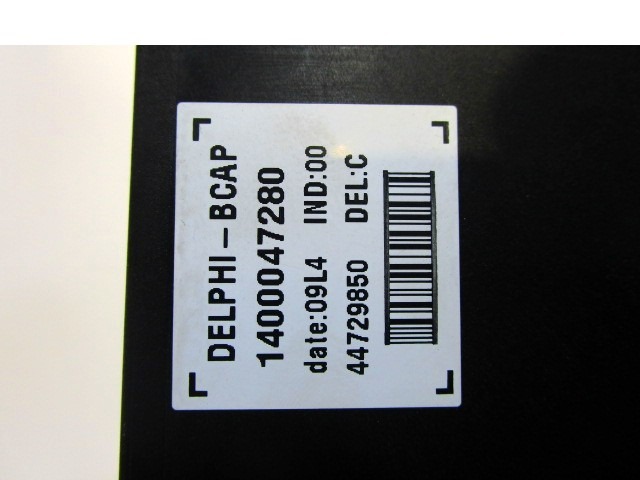 DELPHI-BCAP
1400047280
date:09L4 IND:00
44729850 DEL:C